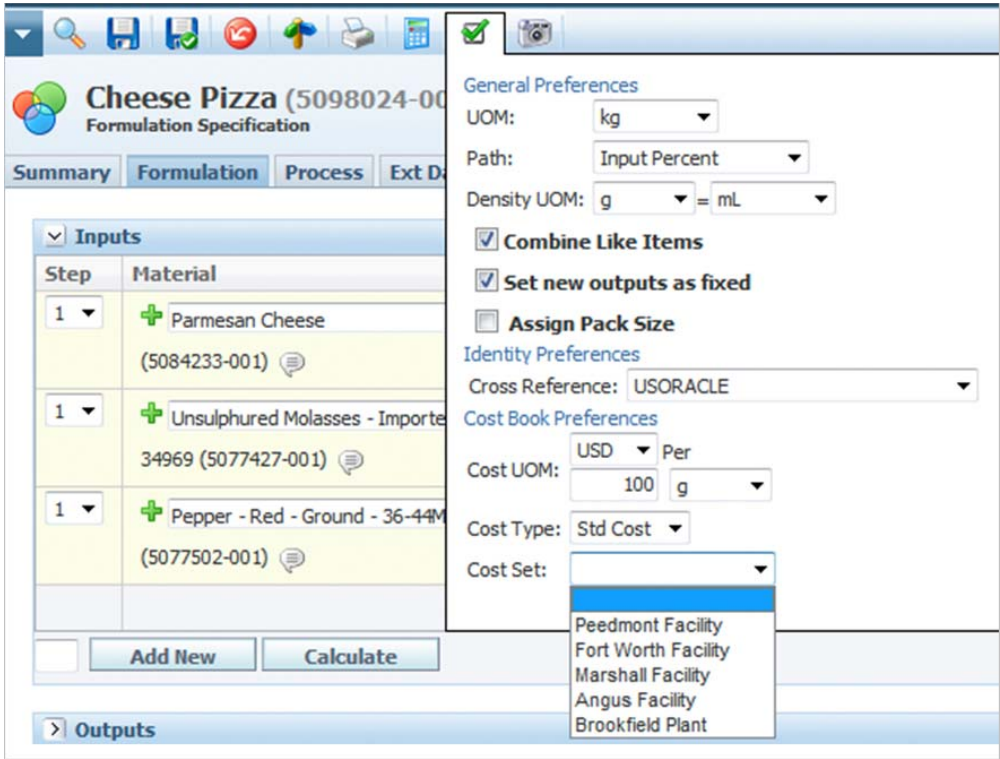 Cheese Pizza (5098024-00
Formulation Specification
Summary Formulation Process Ext Da
Inputs
Step Material
1 Parmesan Cheese
(5084233-001)
1 Unsulphured Molasses - Importe
34969 (5077427-001)
1 Pepper - Red - Ground - 36-44M
(5077502-001)
Add New Calculate
Outputs
General Preferences
UOM: kg
Path: Input Percent
Density UOM: g = mL
Combine Like Items
Set new outputs as fixed
Assign Pack Size
Identity Preferences
Cross Reference: USORACLE
Cost Book Preferences
Cost UOM: USD Per
100 g
Cost Type: Std Cost
Cost Set:
Peedmont Facility
Fort Worth Facility
Marshall Facility
Angus Facility
Brookfield Plant